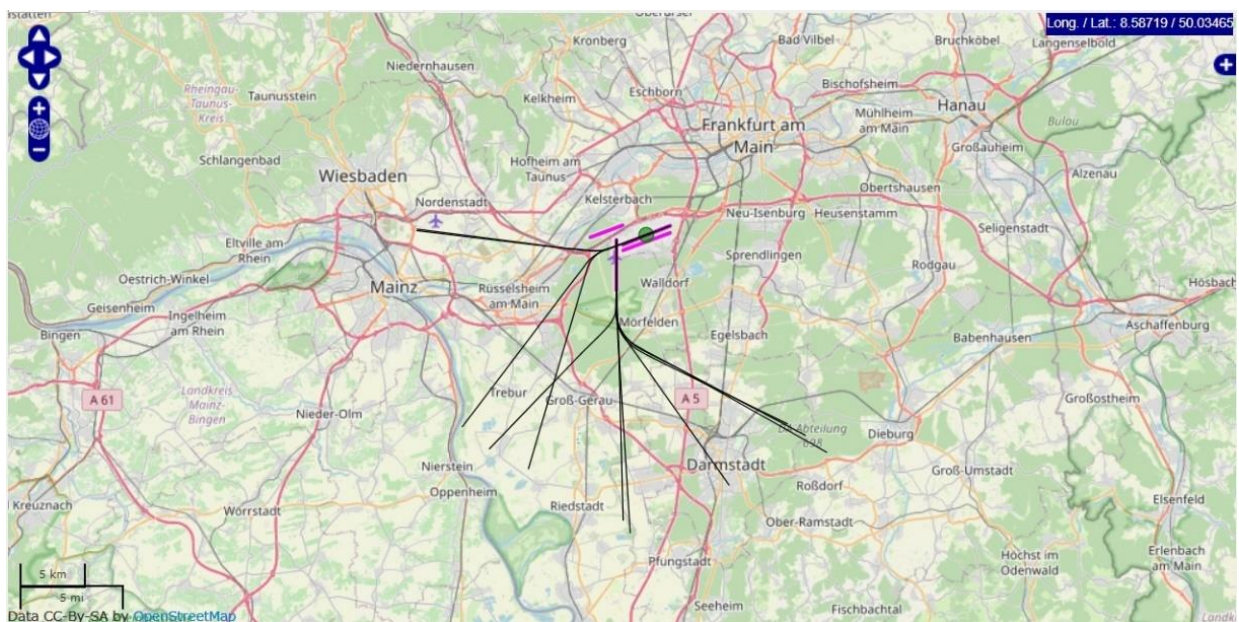 Long. / Lat.: 8.58719 / 50.03465
Kronberg
Bad Vilbel
Bruchköbel
Langenselbold
Niedernhausen
Eschborn
Bischofsheim
Hanau
Rheingau-
Taunus-
Kreis
Taunusstein
Kelkheim
Mühlheim
am Main
Bulau
Frankfurt am
Main
Großauheim
Schlangenbad
Wiesbaden
Hofheim am
Taunus
Alzenau
Obertshausen
Nordenstadt
Kelsterbach
Neu-Isenburg
Heusenstamm
Seligenstadt
Eltville am
Rhein
Sprendlingen
Rodgau
Oestrich-Winkel
Mainz
Rüsselsheim
am Main
Walldorf
Hösbach
Geisenheim
Ingelheim
am Rhein
Mörfelden
Aschaffenburg
Bingen
Egelsbach
Babenhausen
A 61
Landkreis
Mainz-
Bingen
Trebur
Groß-Gerau
A 5
Großostheim
Nieder-Olm
Abteilung
Dieburg
Nierstein
Darmstadt
Groß-Umstadt
Roßdorf
Oppenheim
Kreuznach
Wörrstadt
Riedstadt
Elsenfeld
Ober-Ramstadt
Pfungstadt
Höchst im
Odenwald
Erlenbach
am Main
5 km
5 mi
Seeheim
Fischbachtal
Data CC-By-SA by OpenStreetMap